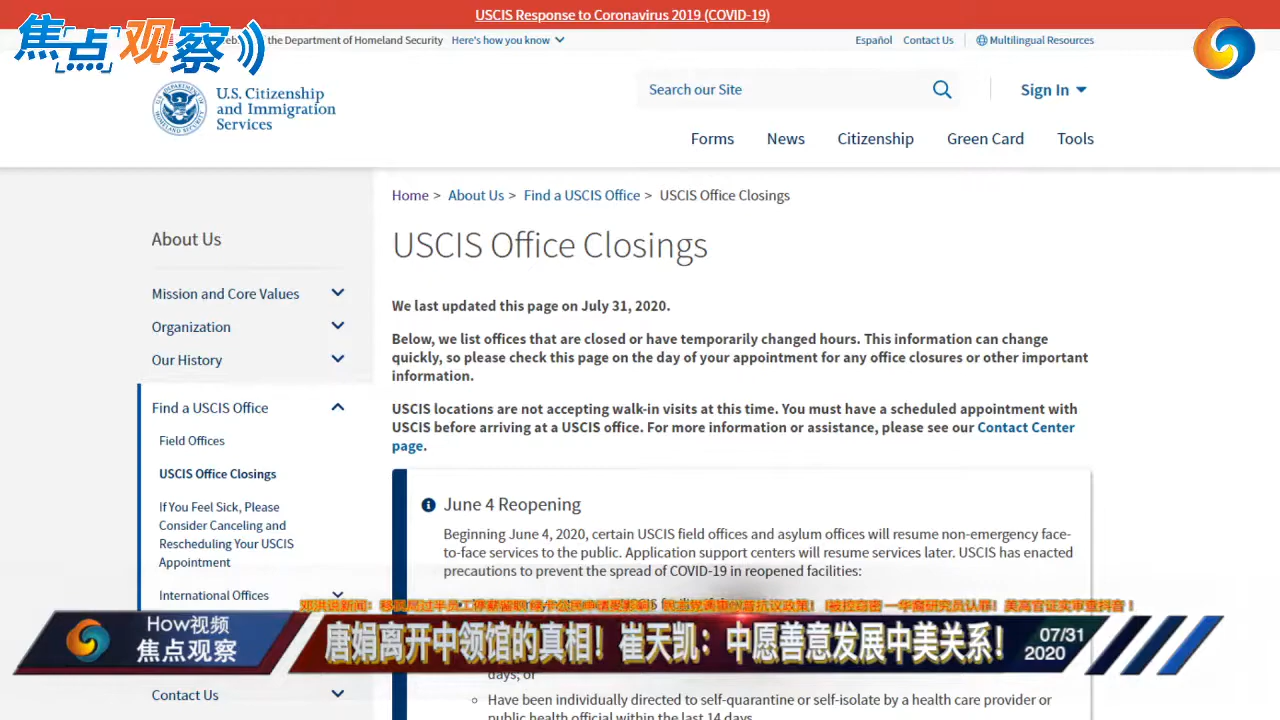 USCIS Response to Coronavirus 2019 (COVID-19)
焦点观察
the Department of Homeland Security Here's how you know
Español Contact Us Multilingual Resources
U.S. Citizenship
and Immigration
Services
Search our Site
Sign In
Forms News Citizenship Green Card Tools
Home > About Us > Find a USCIS Office > USCIS Office Closings
About Us
Mission and Core Values
Organization
Our History
Find a USCIS Office
Field Offices
USCIS Office Closings
If You Feel Sick, Please
Consider Canceling and
Rescheduling Your USCIS
Appointment
International Offices
Contact Us
USCIS Office Closings
We last updated this page on July 31, 2020.
Below, we list offices that are closed or have temporarily changed hours. This information can change
quickly, so please check this page on the day of your appointment for any office closures or other important
information.
USCIS locations are not accepting walk-in visits at this time. You must have a scheduled appointment with
USCIS before arriving at a USCIS office. For more information or assistance, please see our Contact Center
page.
June 4 Reopening
Beginning June 4, 2020, certain USCIS field offices and asylum offices will resume non-emergency face-
to-face services to the public. Application support centers will resume services later. USCIS has enacted
precautions to prevent the spread of COVID-19 in reopened facilities:
How视频
焦点观察
唐娟离开中领馆的真相！崔天凯：中愿善意发展中美关系！
07/31
2020
days; or
Have been individually directed to self-quarantine or self-isolate by a health care provider or
public health official within the last 14 days